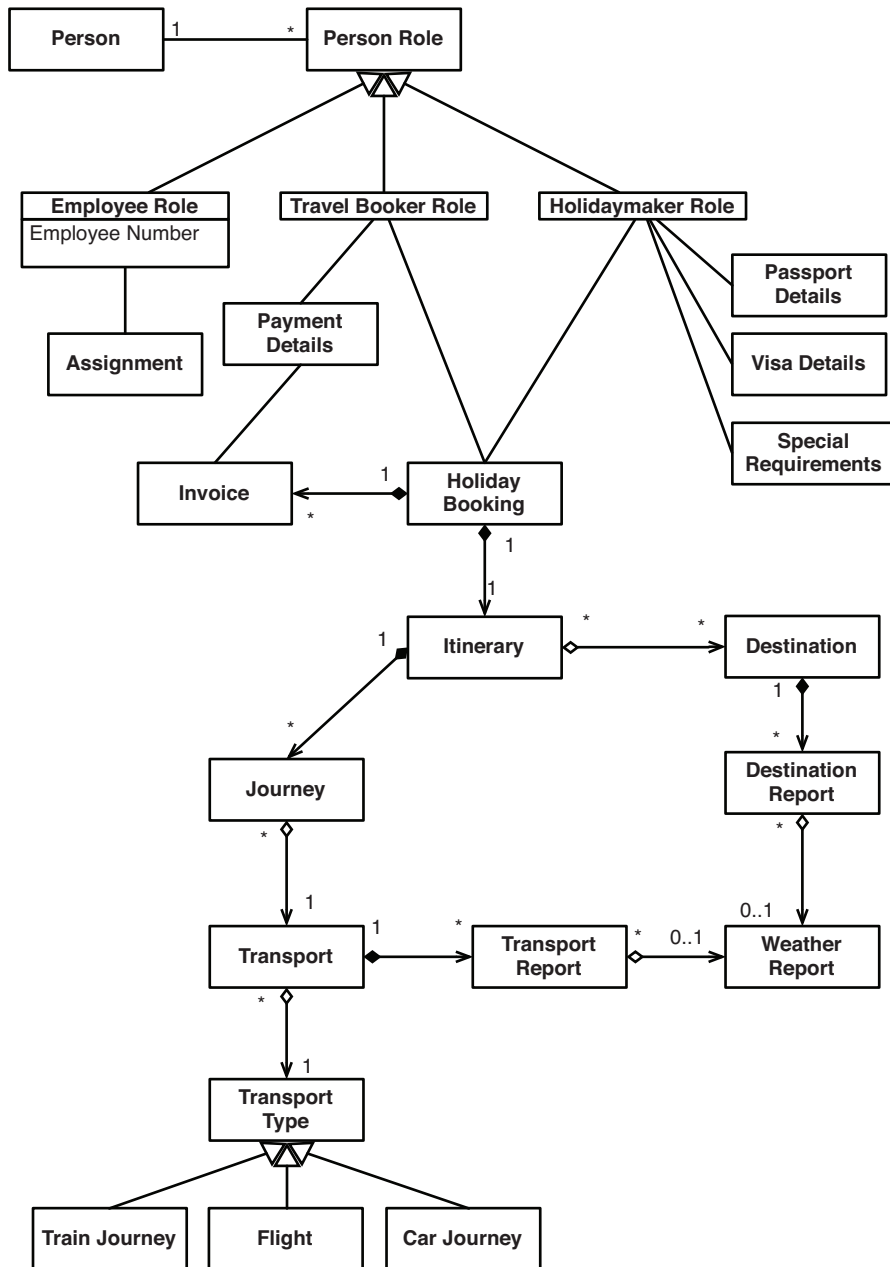 Person
1
*
Person Role
Employee Role
Employee Number
Travel Booker Role
Holidaymaker Role
Passport
Details
Payment
Details
Assignment
Visa Details
Special
Requirements
Invoice
1
*
Holiday
Booking
1
1
Itinerary
*
*
Destination
1
*
1
*
Journey
Destination
Report
*
*
1
0..1
Transport
1
*
Transport
Report
*
0..1
Weather
Report
*
1
Transport
Type
Train Journey
Flight
Car Journey